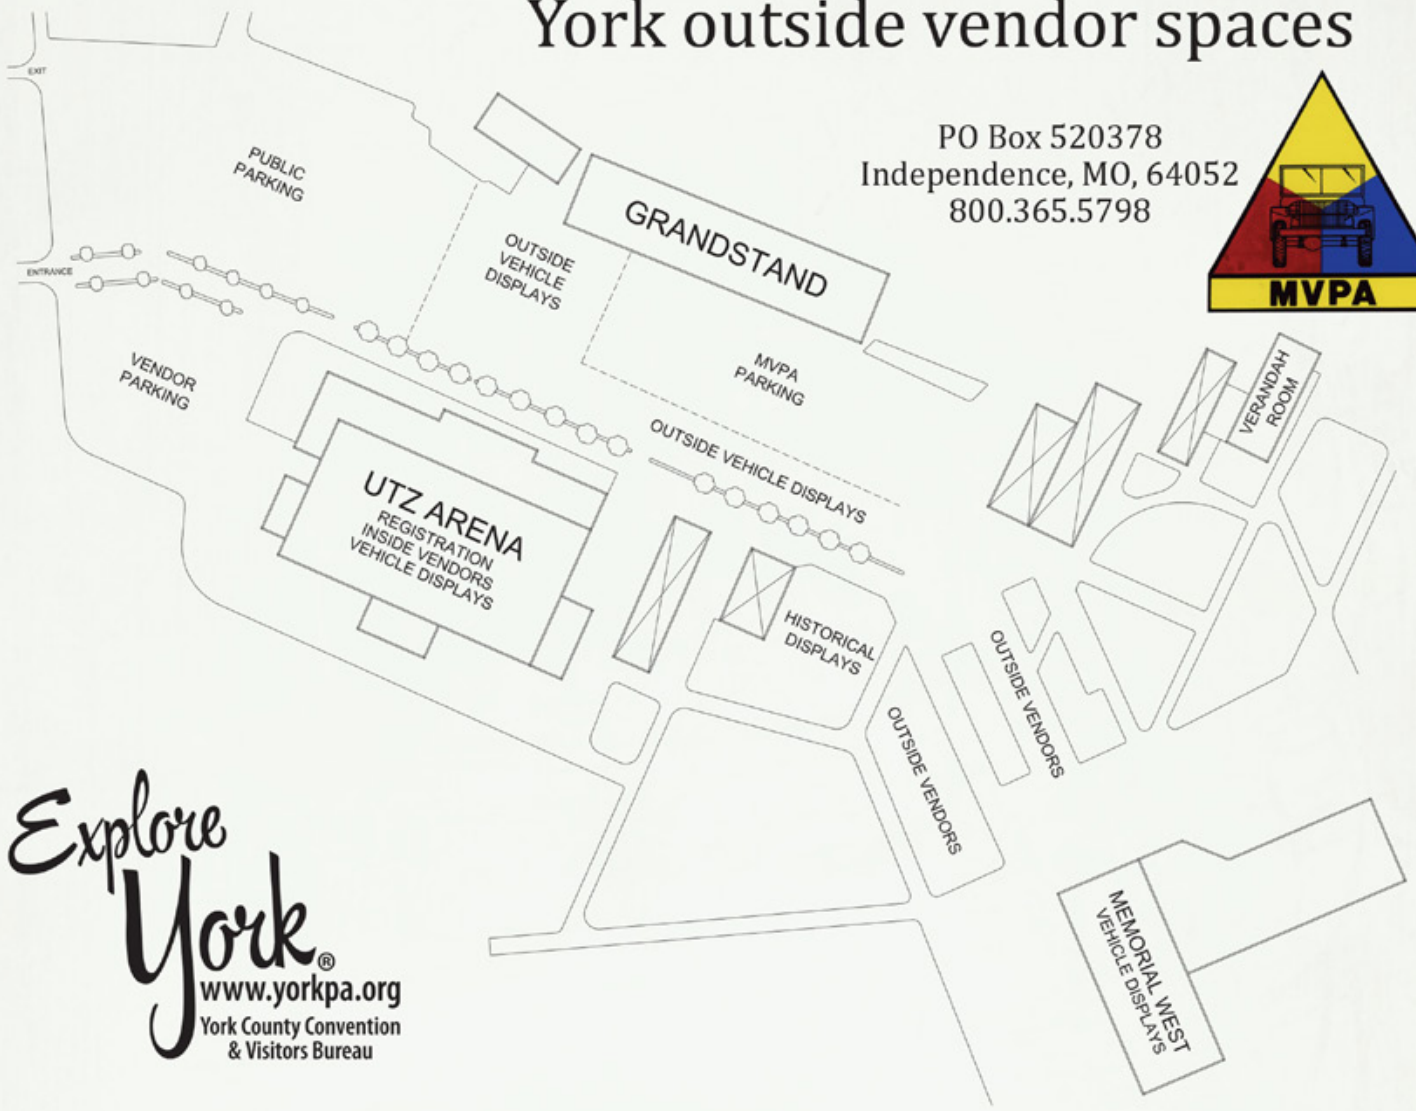 York outside vendor spaces
PO Box 520378
Independence, MO, 64052
800.365.5798
MVPA
EXIT
PUBLIC
PARKING
ENTRANCE
VENDOR
PARKING
OUTSIDE
VEHICLE
DISPLAYS
GRANDSTAND
MVPA
PARKING
OUTSIDE VEHICLE DISPLAYS
VERANDAH
ROOM
UTZ ARENA
REGISTRATION
INSIDE VENDORS
VEHICLE DISPLAYS
HISTORICAL
DISPLAYS
OUTSIDE VENDORS
OUTSIDE VENDORS
MEMORIAL WEST
VEHICLE DISPLAYS
Explore
York®
www.yorkpa.org
York County Convention
& Visitors Bureau